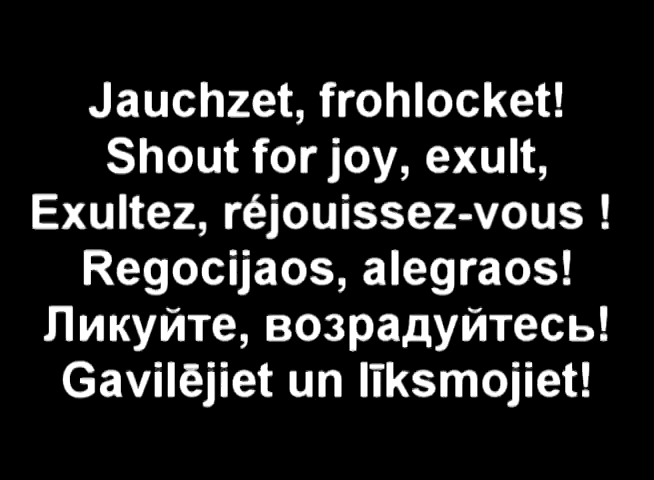 Jauchzet, frohlocket!
Shout for joy, exult,
Exultez, réjouissez-vous !
Regocijaos, alegraos!
Ликуйте, возрадуйтесь!
Gavilējiet un līksmojiet!